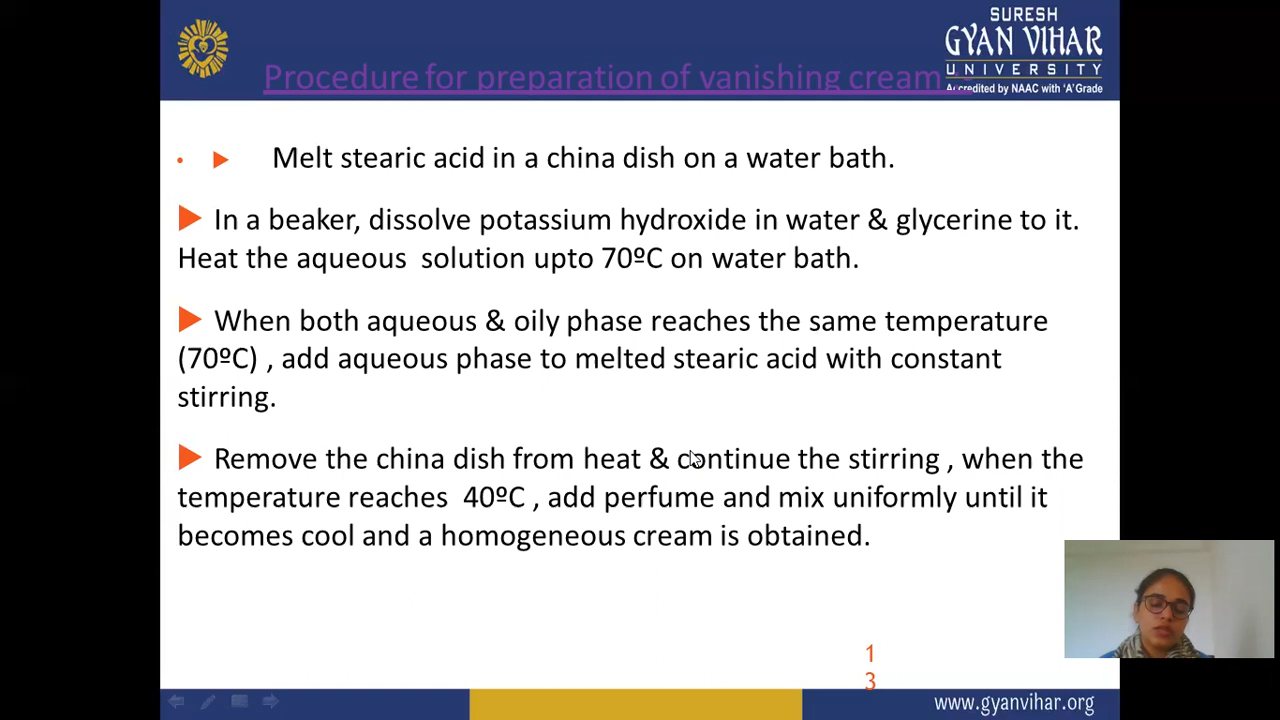 SURESH
GYAN VIHAR
UNIVERSITY
Accredited by NAAC with 'A' Grade
Procedure for preparation of vanishing cream
Melt stearic acid in a china dish on a water bath.
In a beaker, dissolve potassium hydroxide in water & glycerine to it.
Heat the aqueous solution upto 70ºC on water bath.
When both aqueous & oily phase reaches the same temperature
(70ºC) , add aqueous phase to melted stearic acid with constant
stirring.
Remove the china dish from heat & continue the stirring , when the
temperature reaches 40ºC , add perfume and mix uniformly until it
becomes cool and a homogeneous cream is obtained.
1
3
www.gyanvihar.org